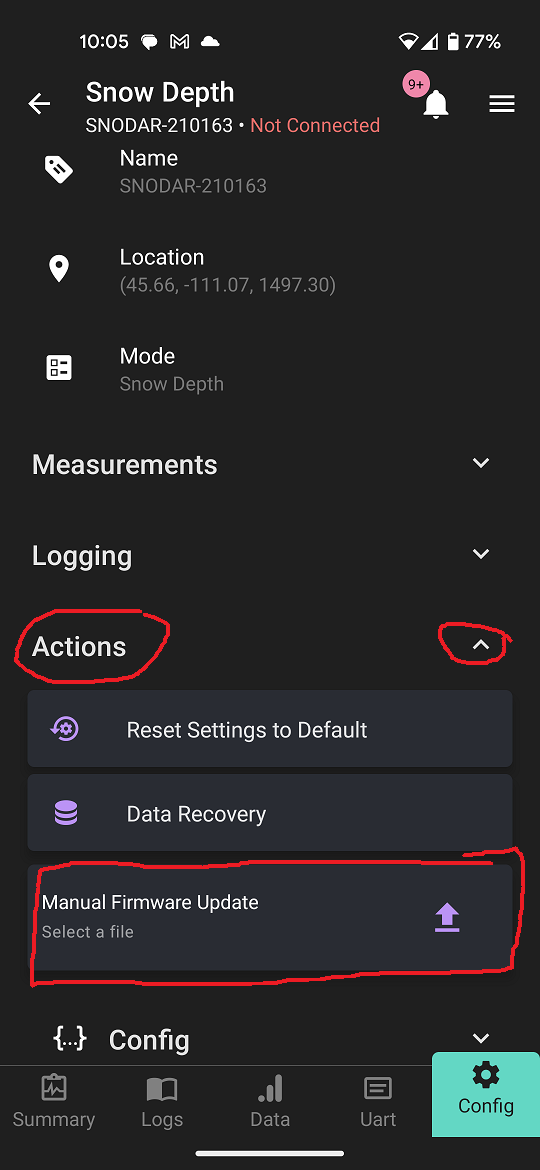 10:05 77%
Snow Depth 9+
SNODAR-210163 • Not Connected
Name
SNODAR-210163
Location
(45.66, -111.07, 1497.30)
Mode
Snow Depth
Measurements
Logging
Actions
Reset Settings to Default
Data Recovery
Manual Firmware Update
Select a file
{...} Config
Summary Logs Data Uart Config